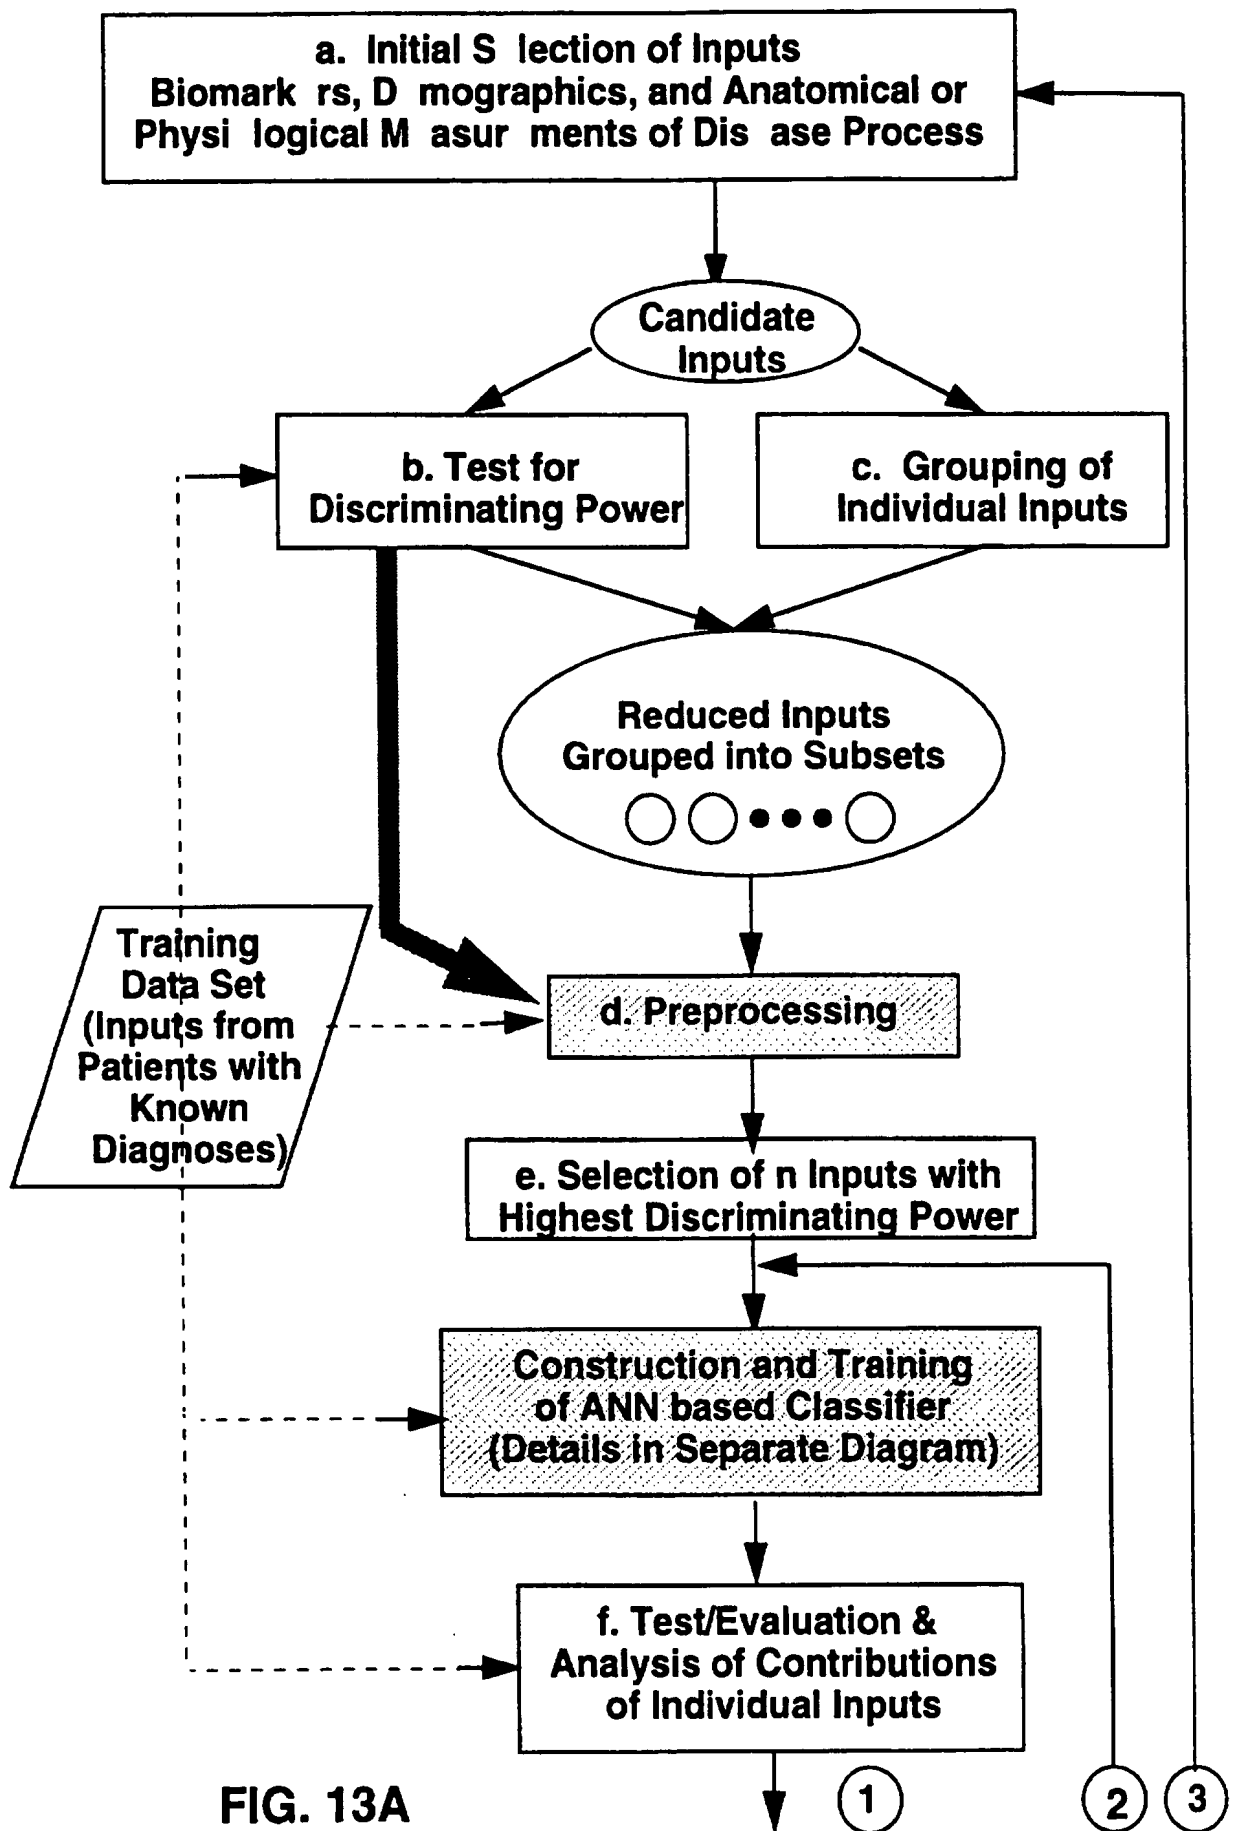 a. Initial S lection of Inputs
Biomark rs, D mographics, and Anatomical or
Physi logical M asur ments of Dis ase Process
Candidate
Inputs
b. Test for
Discriminating Power
c. Grouping of
Individual Inputs
Reduced Inputs
Grouped into Subsets
Training
Data Set
(Inputs from
Patients with
Known
Diagnoses)
d. Preprocessing
e. Selection of n Inputs with
Highest Discriminating Power
Construction and Training
of ANN based Classifier
(Details in Separate Diagram)
f. Test/Evaluation &
Analysis of Contributions
of Individual Inputs
FIG. 13A
1
2
3